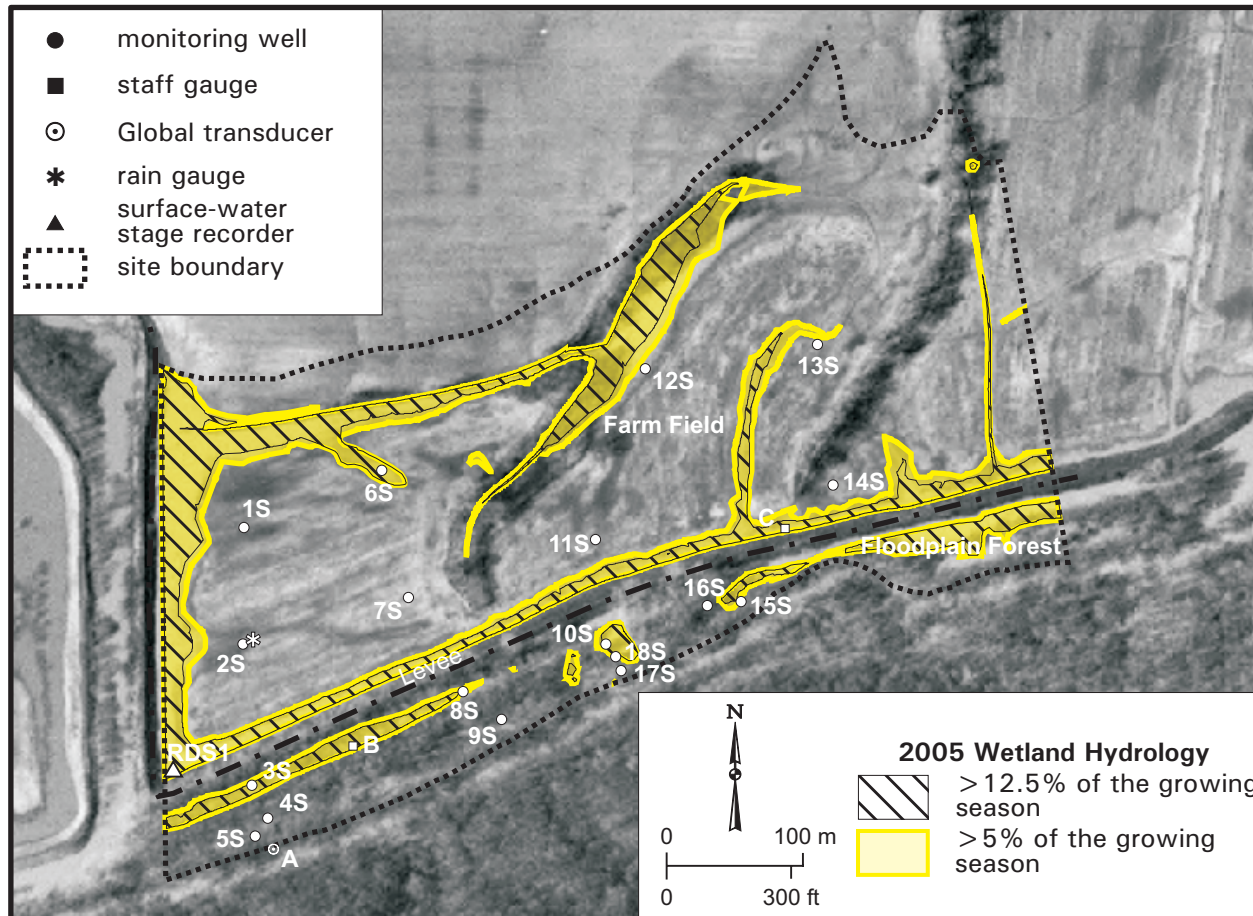 monitoring well
staff gauge
Global transducer
rain gauge
surface-water
stage recorder
site boundary
12S
13S
Farm Field
6S
14S
1S
C
11S
Floodplain Forest
7S
16S
15S
2S
10S
18S
17S
Levee
8S
9S
RDS1
B
3S
4S
5S
A
N
0 100 m
0 300 ft
2005 Wetland Hydrology
>12.5% of the growing
season
>5% of the growing
season